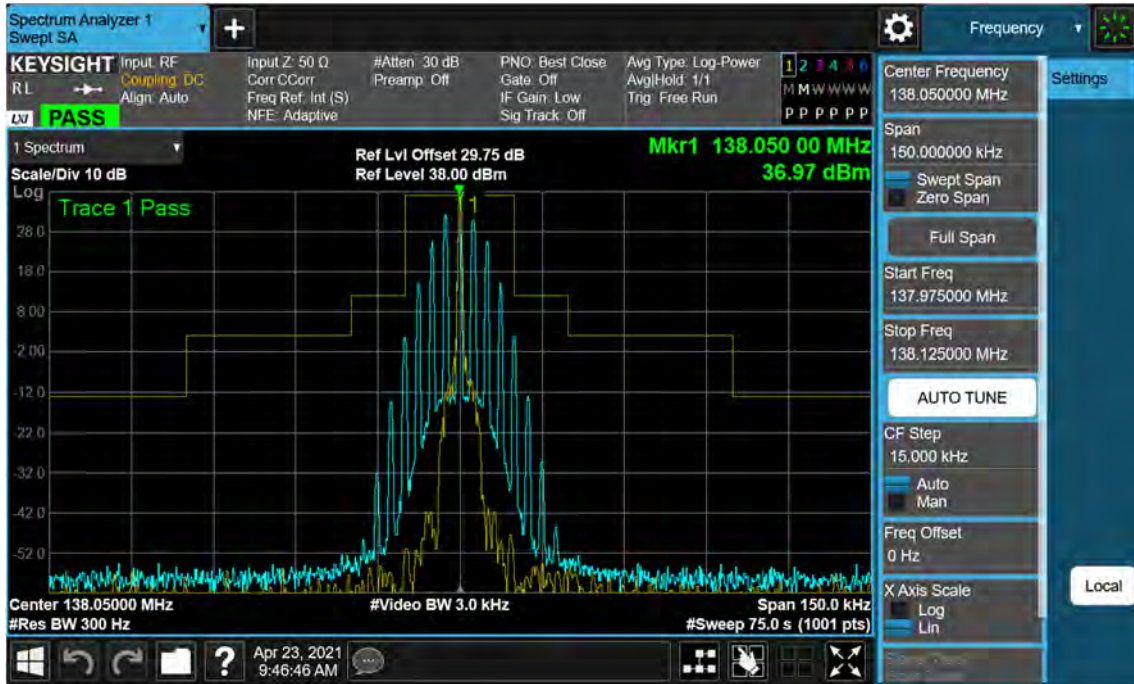 Spectrum Analyzer 1
Swept SA
+
Frequency
KEYSIGHT
RL
LXI
PASS
Input: RF
Coupling: DC
Align: Auto
Input Z: 50 Ω
Corr CCorr
Freq Ref: Int (S)
NFE: Adaptive
#Atten: 30 dB
Preamp: Off
PNO: Best Close
Gate: Off
IF Gain: Low
Sig Track: Off
Avg Type: Log-Power
Avg|Hold: 1/1
Trig: Free Run
1 2 3 4 5 6
M M W W W W
P P P P P P
1 Spectrum
Scale/Div 10 dB
Ref Lvl Offset 29.75 dB
Ref Level 38.00 dBm
Mkr1 138.050 00 MHz
36.97 dBm
Log
Trace 1 Pass
1
28.0
18.0
8.00
-2.00
-12.0
-22.0
-32.0
-42.0
-52.0
Center 138.05000 MHz
#Res BW 300 Hz
#Video BW 3.0 kHz
Span 150.0 kHz
#Sweep 75.0 s (1001 pts)
Center Frequency
138.050000 MHz
Span
150.000000 kHz
Swept Span
Zero Span
Full Span
Start Freq
137.975000 MHz
Stop Freq
138.125000 MHz
AUTO TUNE
CF Step
15.000 kHz
Auto
Man
Freq Offset
0 Hz
X Axis Scale
Log
Lin
Settings
Local
?
Apr 23, 2021
9:46:46 AM